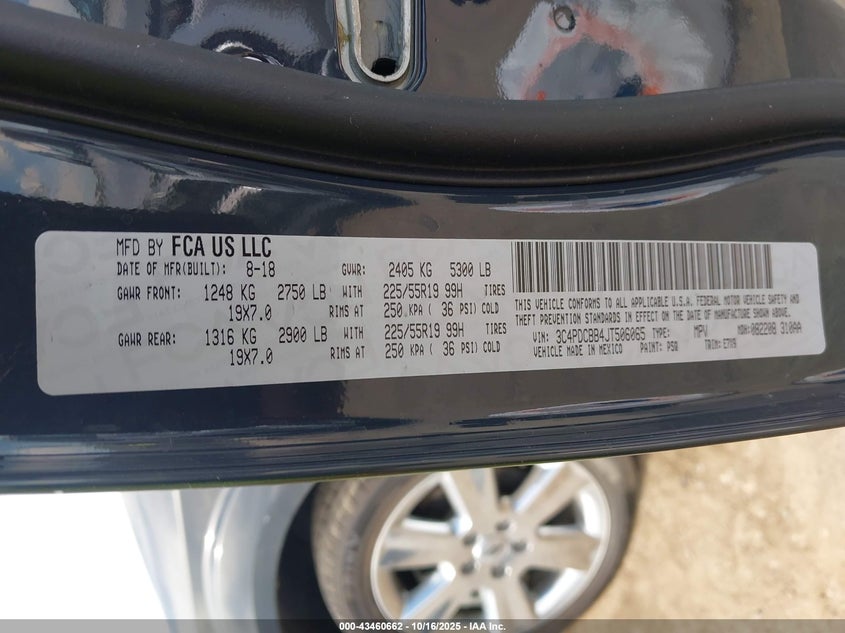 MFD BY FCA US LLC
DATE OF MFR(BUILT): 8-18 GVWR: 2405 KG 5300 LB
GAWR FRONT: 1248 KG 2750 LB WITH 225/55R19 99H TIRES
19X7.0 RIMS AT 250 KPA ( 36 PSI) COLD
GAWR REAR: 1316 KG 2900 LB WITH 225/55R19 99H TIRES
19X7.0 RIMS AT 250 KPA ( 36 PSI) COLD
THIS VEHICLE CONFORMS TO ALL APPLICABLE U.S.A. FEDERAL MOTOR VEHICLE SAFETY AND
THEFT PREVENTION STANDARDS IN EFFECT ON THE DATE OF MANUFACTURE SHOWN ABOVE.
VIN: 3C4PDCBB4JT506065 TYPE: MPV MDH: 082208 310AA
VEHICLE MADE IN MEXICO PAINT: TRIM: E7X9
000-43460662 - 10/16/2025 - IAA Inc.